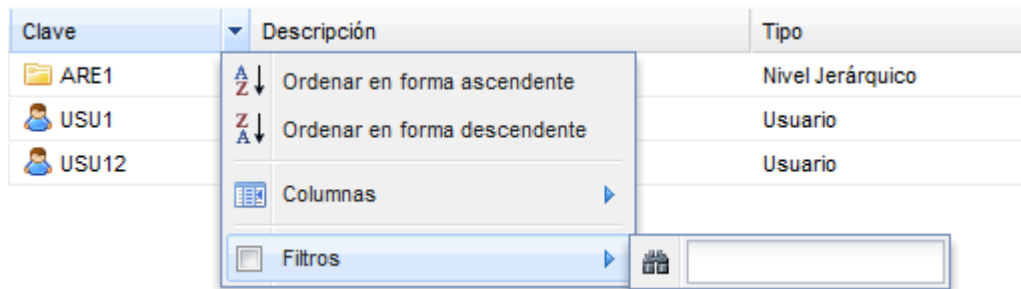 Clave Descripción Tipo
ARE1 Nivel Jerárquico
USU1 Usuario
USU12 Usuario
Ordenar en forma ascendente
Ordenar en forma descendente
Columnas
Filtros